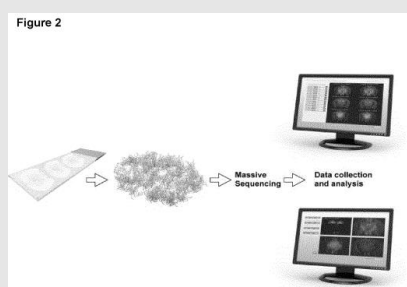 Figure 2
Massive
Sequencing
Data collection
and analysis